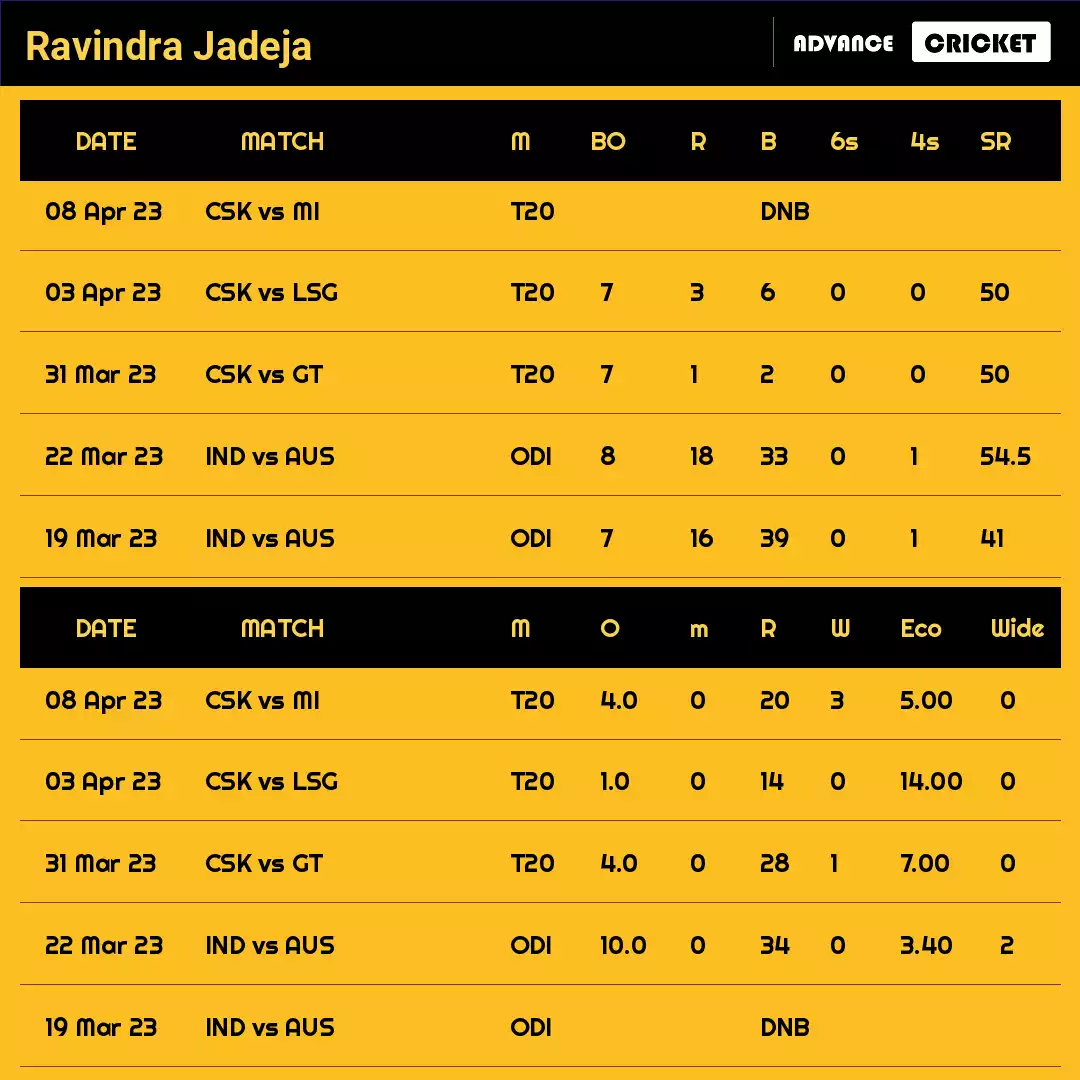 Ravindra Jadeja ADVANCE CRICKET
DATE MATCH M BO R B 6s 4s SR
08 Apr 23 CSK vs MI T20 DNB
03 Apr 23 CSK vs LSG T20 7 3 6 0 0 50
31 Mar 23 CSK vs GT T20 7 1 2 0 0 50
22 Mar 23 IND vs AUS ODI 8 18 33 0 1 54.5
19 Mar 23 IND vs AUS ODI 7 16 39 0 1 41
DATE MATCH M O m R W Eco Wide
08 Apr 23 CSK vs MI T20 4.0 0 20 3 5.00 0
03 Apr 23 CSK vs LSG T20 1.0 0 14 0 14.00 0
31 Mar 23 CSK vs GT T20 4.0 0 28 1 7.00 0
22 Mar 23 IND vs AUS ODI 10.0 0 34 0 3.40 2
19 Mar 23 IND vs AUS ODI DNB